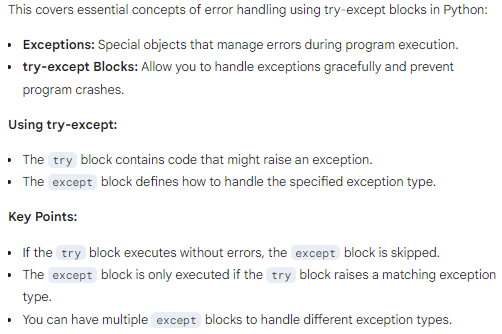 This covers essential concepts of error handling using try-except blocks in Python:
• Exceptions: Special objects that manage errors during program execution.
• try-except Blocks: Allow you to handle exceptions gracefully and prevent
program crashes.
Using try-except:
• The try block contains code that might raise an exception.
• The except block defines how to handle the specified exception type.
Key Points:
• If the try block executes without errors, the except block is skipped.
• The except block is only executed if the try block raises a matching exception
type.
• You can have multiple except blocks to handle different exception types.